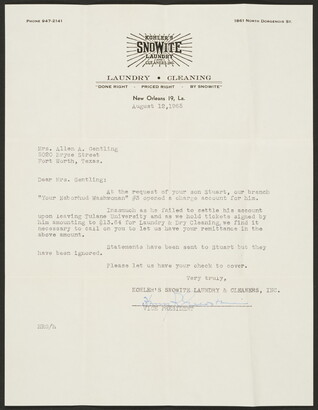 PHONE 947-2141
1661 NORTH
KOHLER'S
SNOWITE
LAUNDRY
CLEANERS, INC.
LAUNDRY • CLEANING
"DONE RIGHT - PRICED RIGHT - BY SNOWITE"
New Orleans 19, La.
August 12, 1965
Mrs. Allen A. Gentling
Street
Fort Worth, Texas.
Dear Mrs. Gentling:
At the request of your son Stuart, our branch
"Your Suburban Washwoman" #3 opened a charge account for him.
Inasmuch as he failed to settle his account
upon leaving Tulane University and as we hold tickets signed by
him amounting to $13.64 for Laundry & Dry Cleaning, we find it
necessary to call on you to let us have your remittance in the
above amount.
Statements have been sent to Stuart but they
have been ignored.
Please let us have your check to cover.
Very truly,
KOHLER'S SNOWITE LAUNDRY & CLEANERS, INC.
VICE PRESIDENT